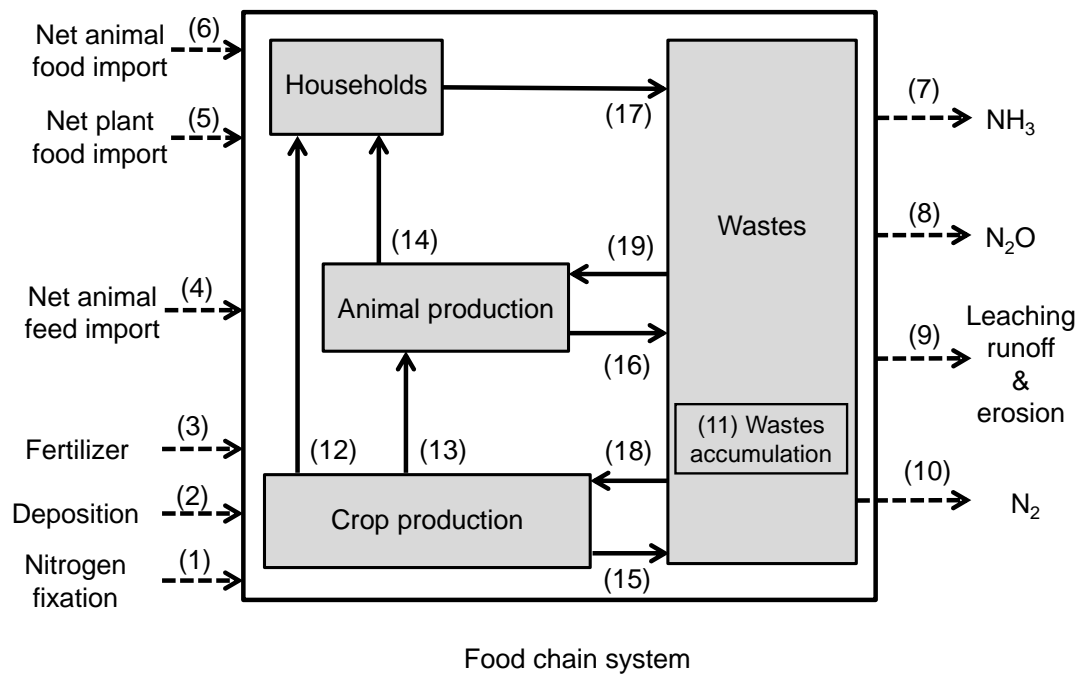 (6)
Net animal
food import
Households
(7)
NH₃
(17)
(5)
Net plant
food import
(8)
N₂O
Wastes
(14)
(19)
(4)
Net animal
feed import
Animal production
(16)
(9)
Leaching
runoff
&
erosion
(3)
Fertilizer
(12)
(13)
(18)
(11) Wastes
accumulation
(2)
Deposition
Crop production
(10)
N₂
(1)
Nitrogen
fixation
(15)
Food chain system